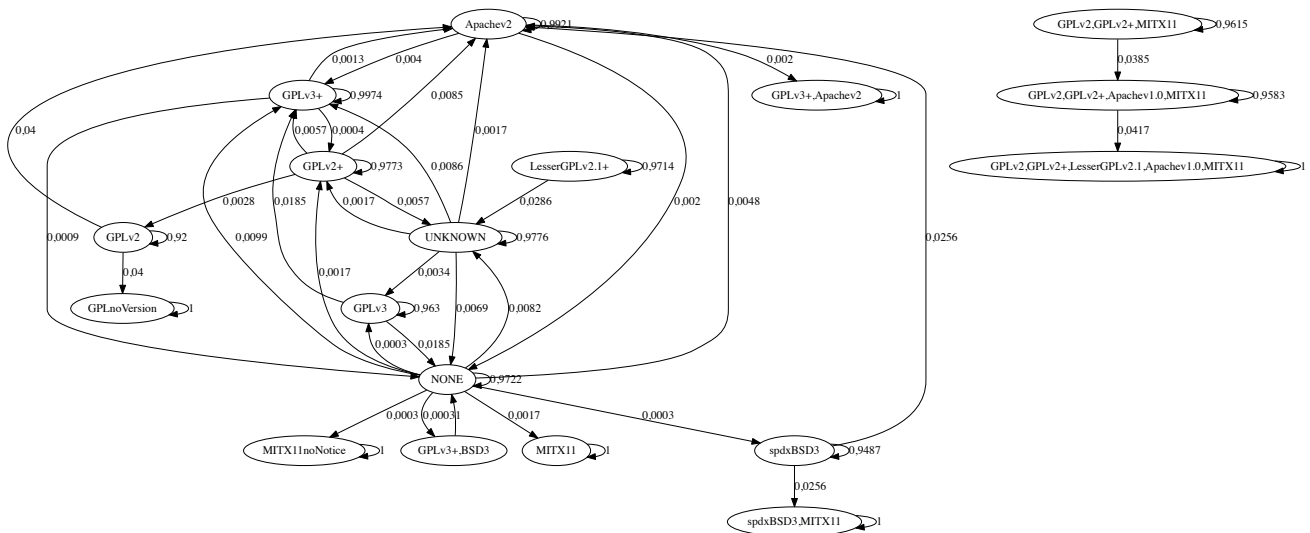 Apachev2
0,9921
GPLv2,GPLv2+,MITX11
0,9615
0,0013
0,004
0,002
0,0385
GPLv3+
0,9974
0,0085
GPLv3+,Apachev2
1
GPLv2,GPLv2+,Apachev1.0,MITX11
0,9583
0,04
0,0057
0,0004
0,0017
0,0417
GPLv2+
0,9773
0,0086
LesserGPLv2.1+
0,9714
GPLv2,GPLv2+,LesserGPLv2.1,Apachev1.0,MITX11
1
0,0028
0,0185
0,0017
0,0057
0,0286
0,002
0,0048
GPLv2
0,92
0,0009
0,0099
UNKNOWN
0,9776
0,0256
0,04
0,0017
0,0034
GPLnoVersion
1
GPLv3
0,963
0,0069
0,0082
0,0003
0,0185
NONE
0,9722
0,0003
0,0003
1
0,0017
0,0003
MITX11noNotice
1
GPLv3+,BSD3
MITX11
1
spdxBSD3
0,9487
0,0256
spdxBSD3,MITX11
1